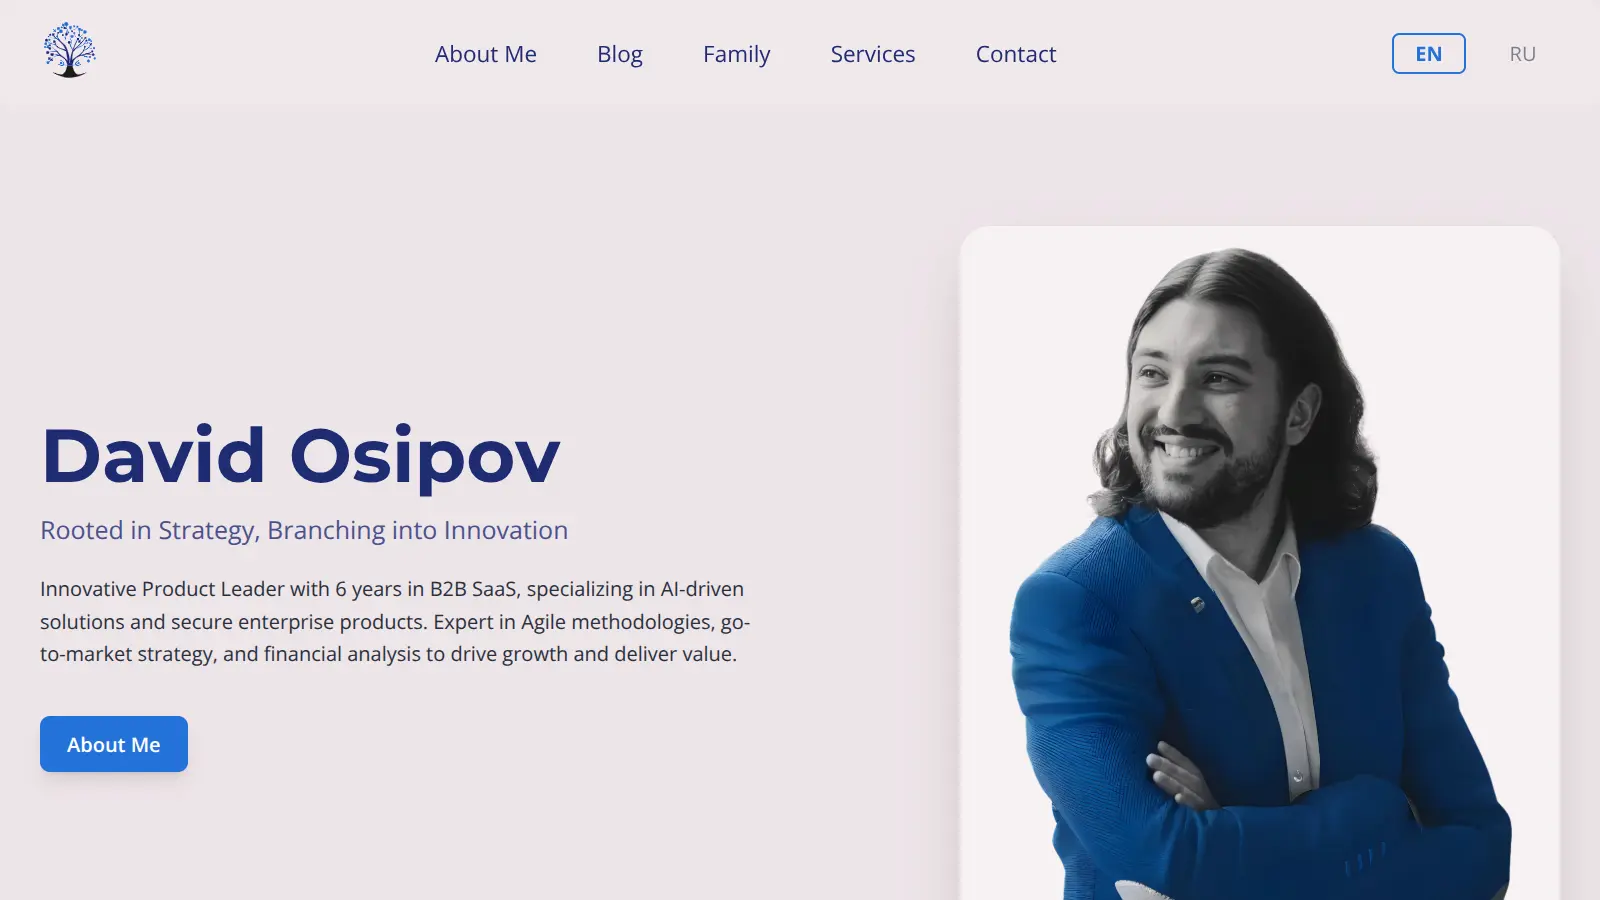 About Me
Blog
Family
Services
Contact
EN
RU
David Osipov
Rooted in Strategy, Branching into Innovation
Innovative Product Leader with 6 years in B2B SaaS, specializing in AI-driven
solutions and secure enterprise products. Expert in Agile methodologies, go-
to-market strategy, and financial analysis to drive growth and deliver value.
About Me